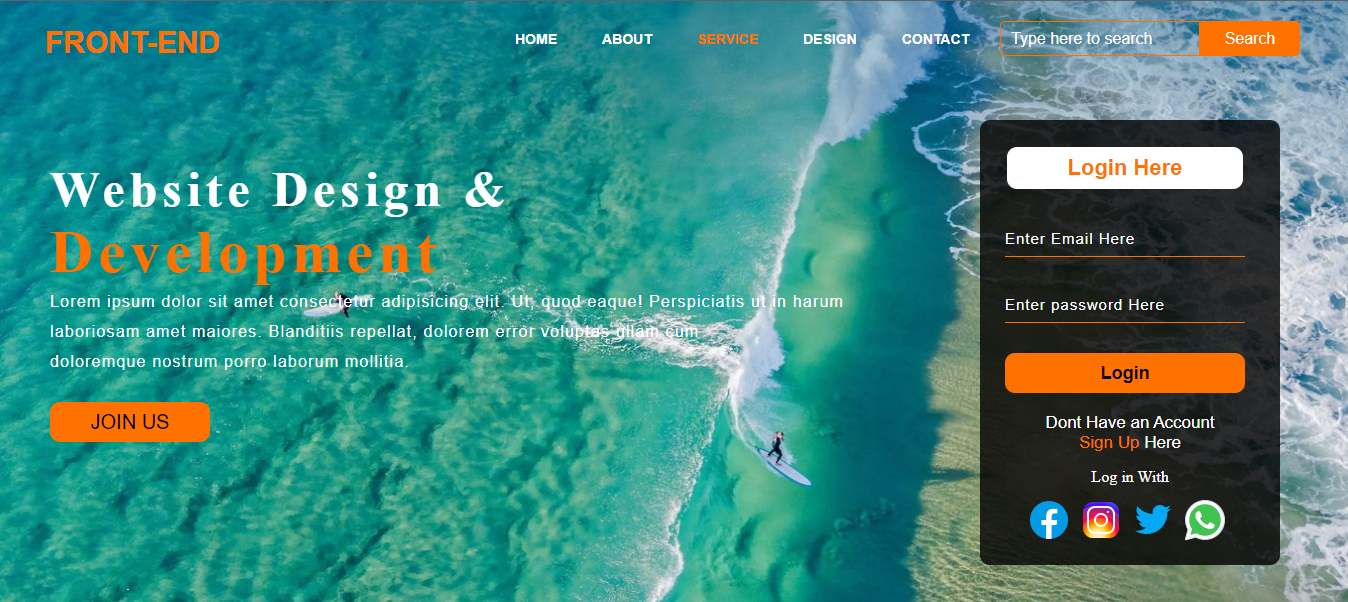 FRONT-END
HOME ABOUT SERVICE DESIGN CONTACT Type here to search Search
Website Design &
Development
Lorem ipsum dolor sit amet consectetur adipisicing elit. Ut, quod eaque! Perspiciatis ut in harum
laboriosam amet maiores. Blanditiis repellat, dolorem error voluptas ullam cum
doloremque nostrum porro laborum mollitia.
JOIN US
Login Here
Enter Email Here
Enter password Here
Login
Dont Have an Account
Sign Up Here
Log in With